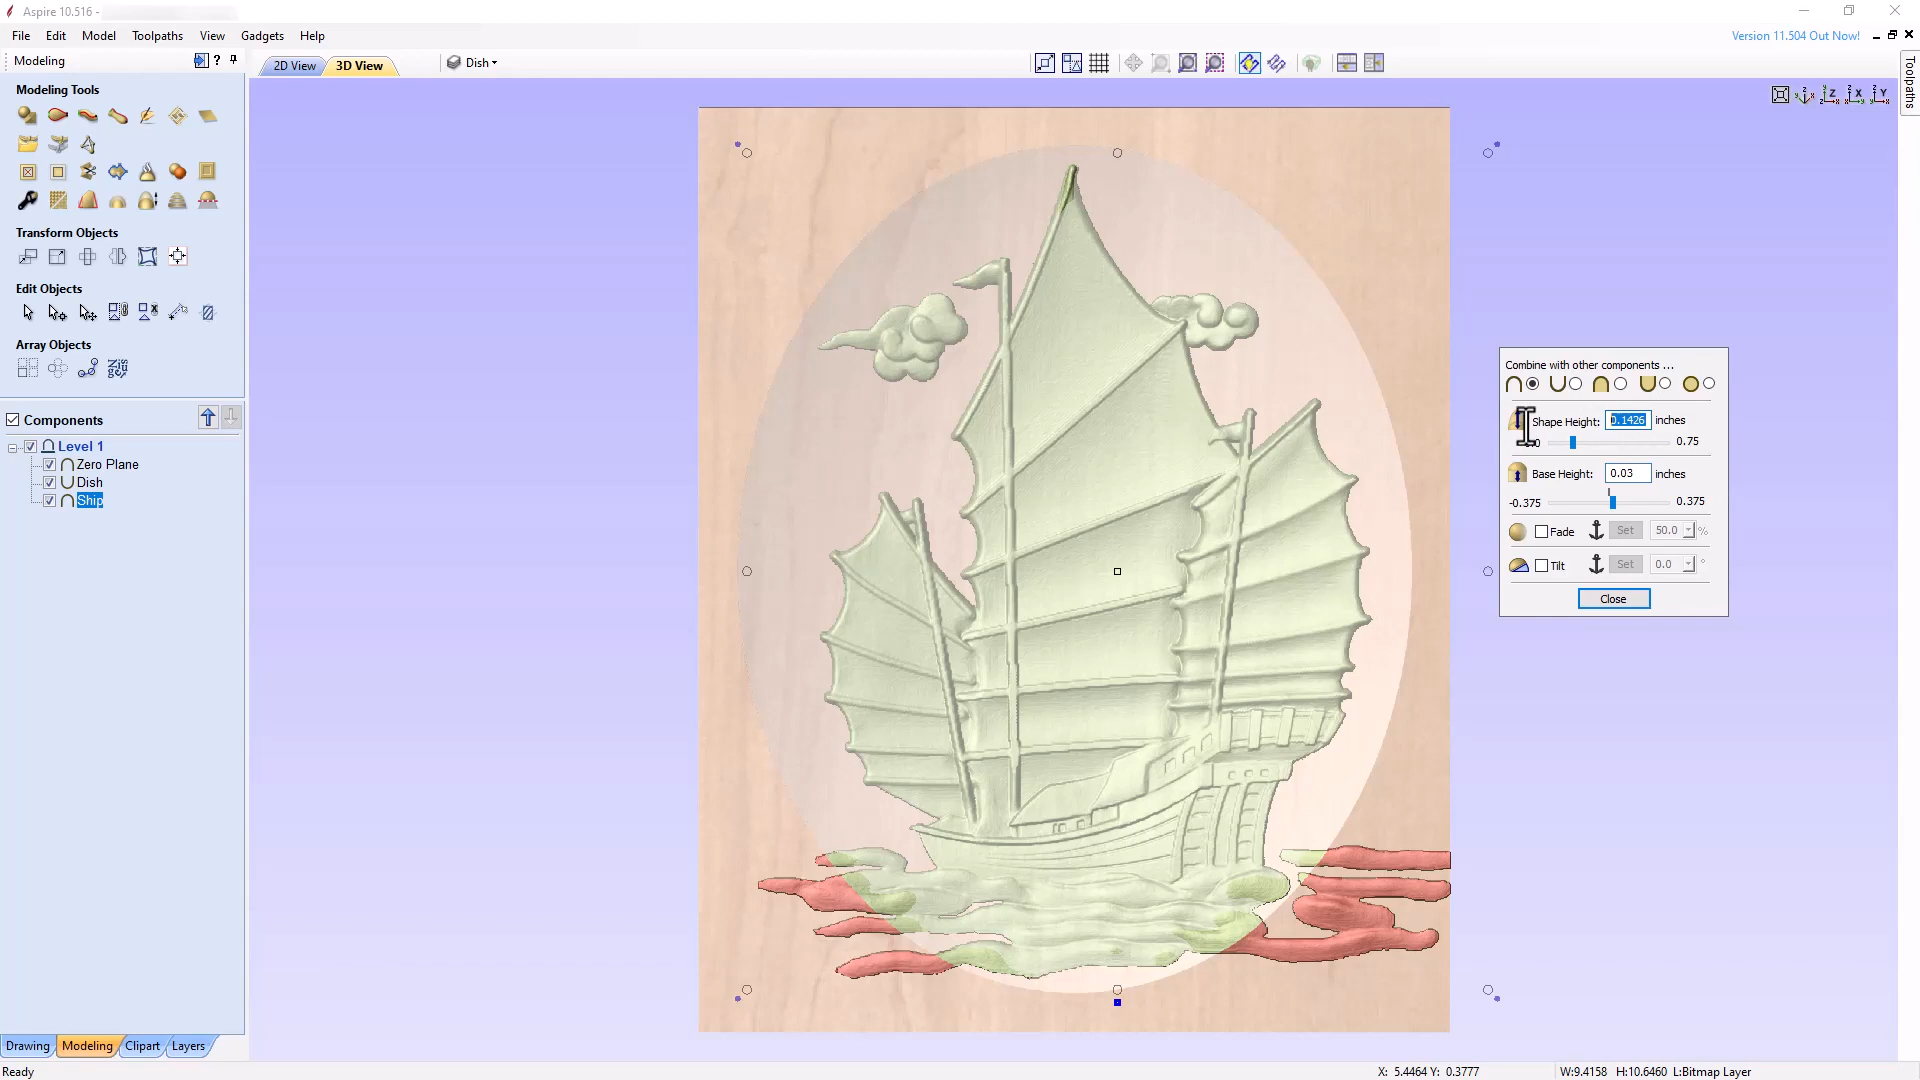 Aspire 10.516 -
File Edit Model Toolpaths View Gadgets Help
Version 11.504 Out Now!
Modeling
?
2D View 3D View
Dish
Toolpaths
Modeling Tools
Z X Y
Transform Objects
Edit Objects
Array Objects
Components
Level 1
Zero Plane
Dish
Ship
Combine with other components ...
Shape Height: 0.1426 inches
0 0.75
Base Height: 0.03 inches
-0.375 0.375
Fade Set 50.0 %
Tilt Set 0.0 °
Close
Drawing Modeling Clipart Layers
Ready
X: 5.4464 Y: 0.3777
W:9.4158 H:10.6460 L:Bitmap Layer